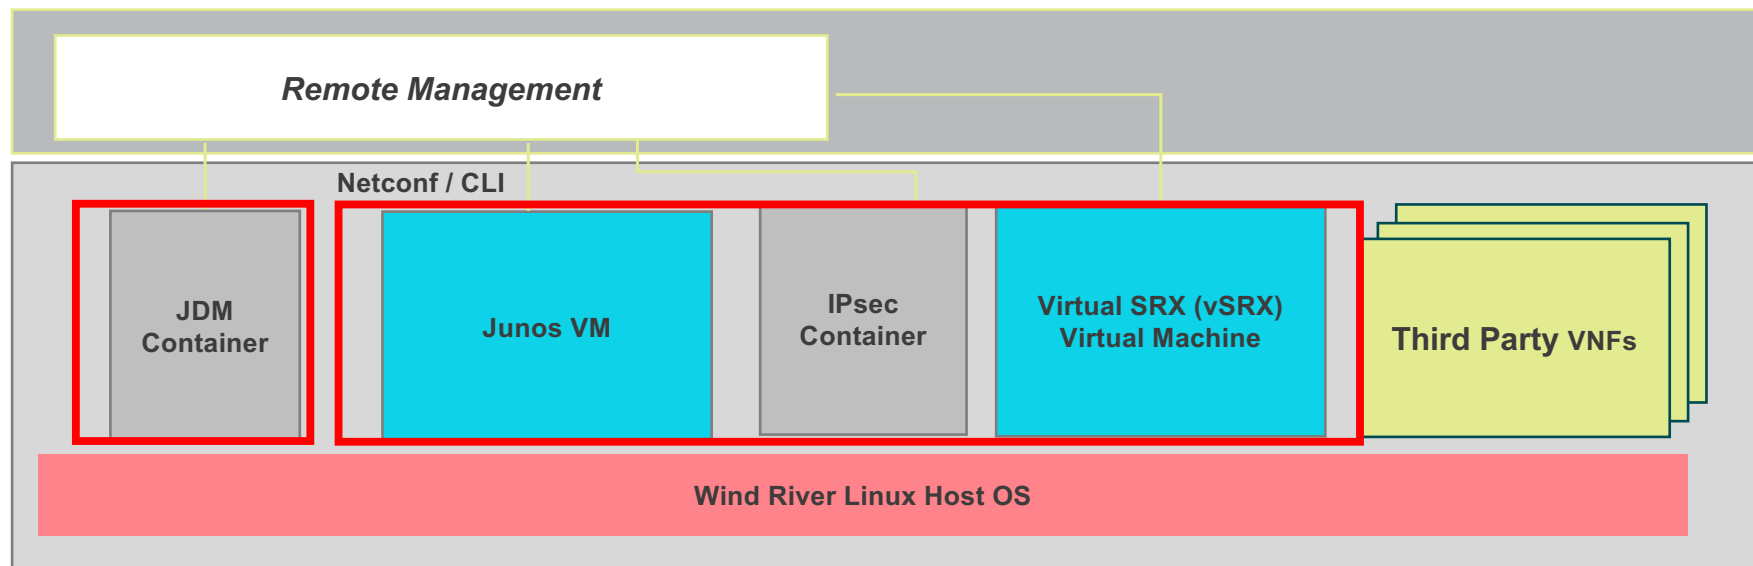 Remote Management
Netconf / CLI
JDM
Container
Junos VM
IPsec
Container
Virtual SRX (vSRX)
Virtual Machine
Third Party VNFs
Wind River Linux Host OS